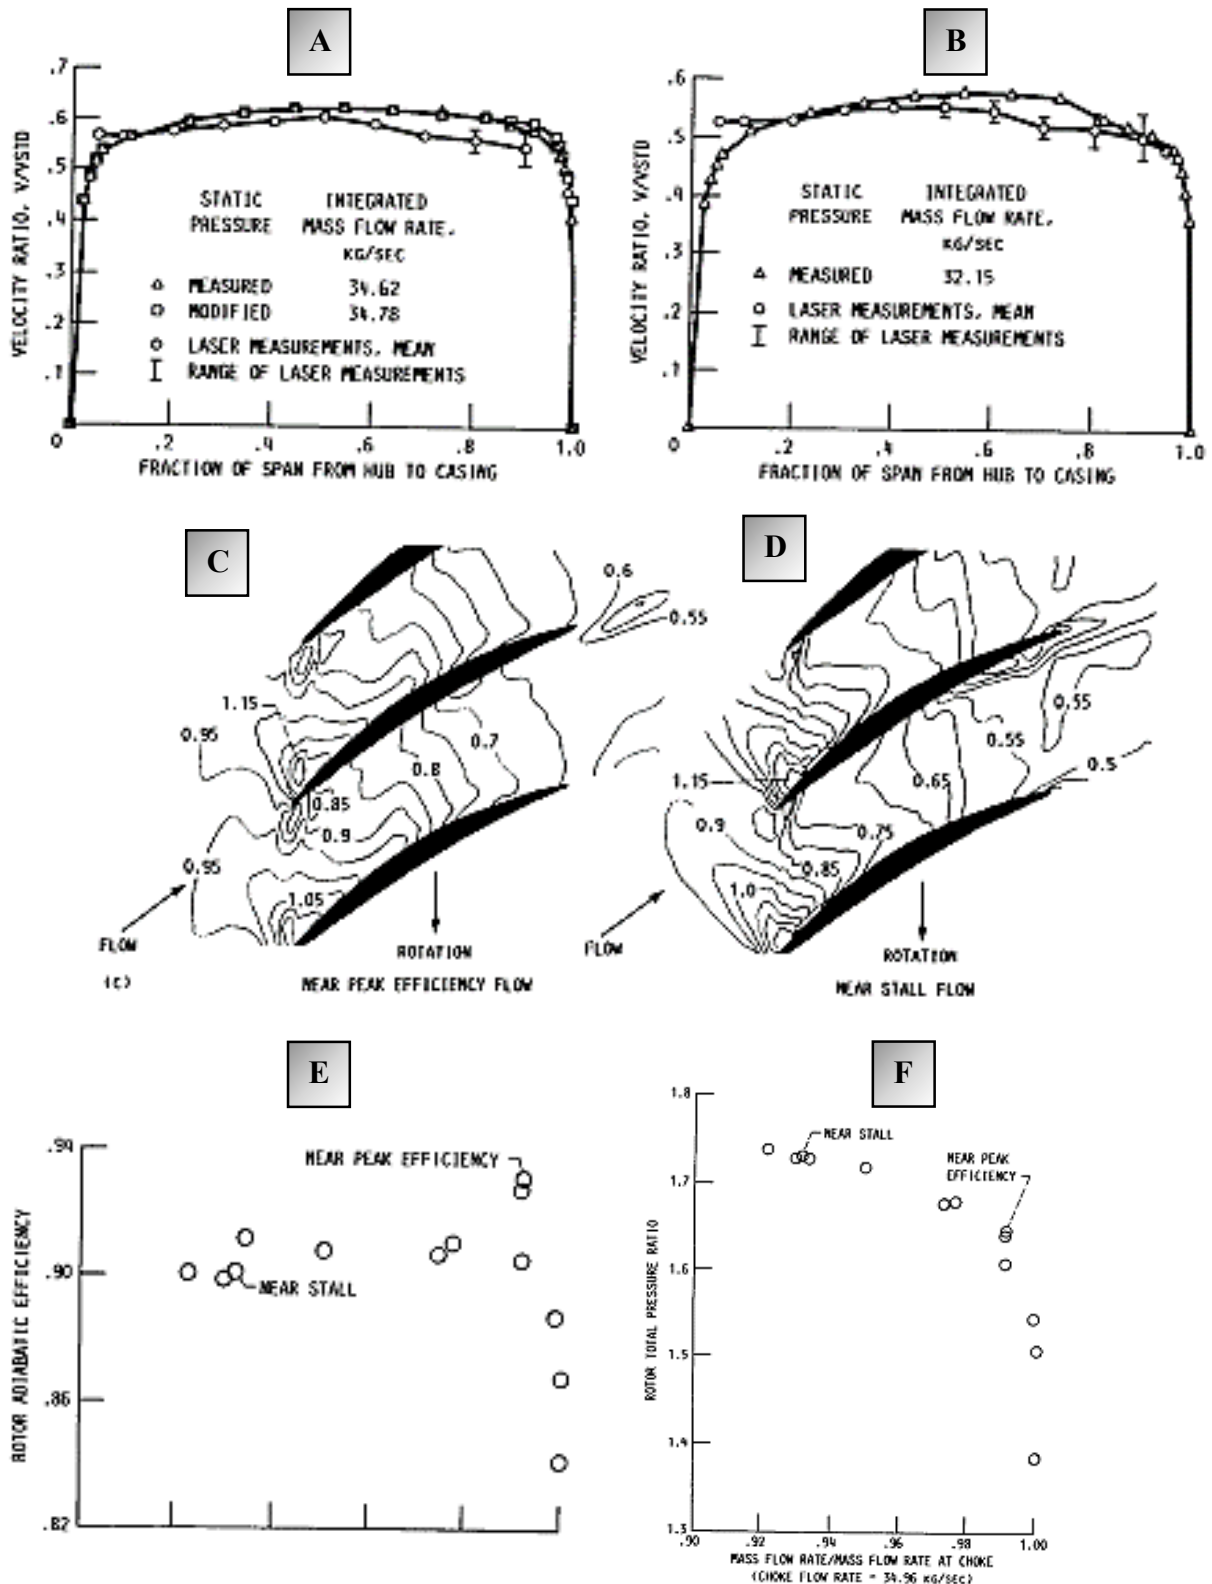 A
.7
.6
.5
.4
.3
.2
.1
0
.2
.4
.6
.8
1.0
VELOCITY RATIO, V/VSTD
STATIC PRESSURE
INTEGRATED MASS FLOW RATE, KG/SEC
MEASURED 34.62
MODIFIED 34.78
LASER MEASUREMENTS, MEAN
RANGE OF LASER MEASUREMENTS
FRACTION OF SPAN FROM HUB TO CASING
B
.6
.5
.4
.3
.2
.1
0
.2
.4
.6
.8
1.0
VELOCITY RATIO, V/VSTD
STATIC PRESSURE
INTEGRATED MASS FLOW RATE, KG/SEC
MEASURED 32.15
LASER MEASUREMENTS, MEAN
RANGE OF LASER MEASUREMENTS
FRACTION OF SPAN FROM HUB TO CASING
C
0.6
0.55
1.15
0.95
0.7
0.8
0.85
0.9
0.95
1.05
FLOW
ROTATION
(c)
NEAR PEAK EFFICIENCY FLOW
D
0.55
0.55
0.5
1.15
0.65
0.9
0.75
0.85
1.0
FLOW
ROTATION
NEAR STALL FLOW
E
.90
.86
.82
ROTOR ADIABATIC EFFICIENCY
NEAR PEAK EFFICIENCY
NEAR STALL
F
1.8
1.7
1.6
1.5
1.4
1.3
.90
.92
.94
.96
.98
1.00
ROTOR TOTAL PRESSURE RATIO
NEAR STALL
NEAR PEAK
EFFICIENCY
MASS FLOW RATE/MASS FLOW RATE AT CHOKE
(CHOKE FLOW RATE = 34.96 KG/SEC)